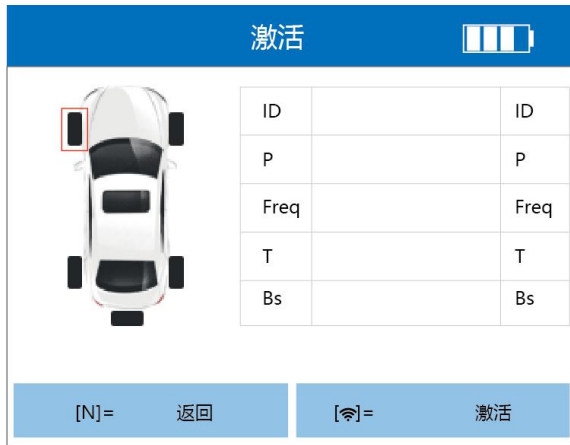 激活
ID ID
P P
Freq Freq
T T
Bs Bs
[N]= 返回 []= 激活